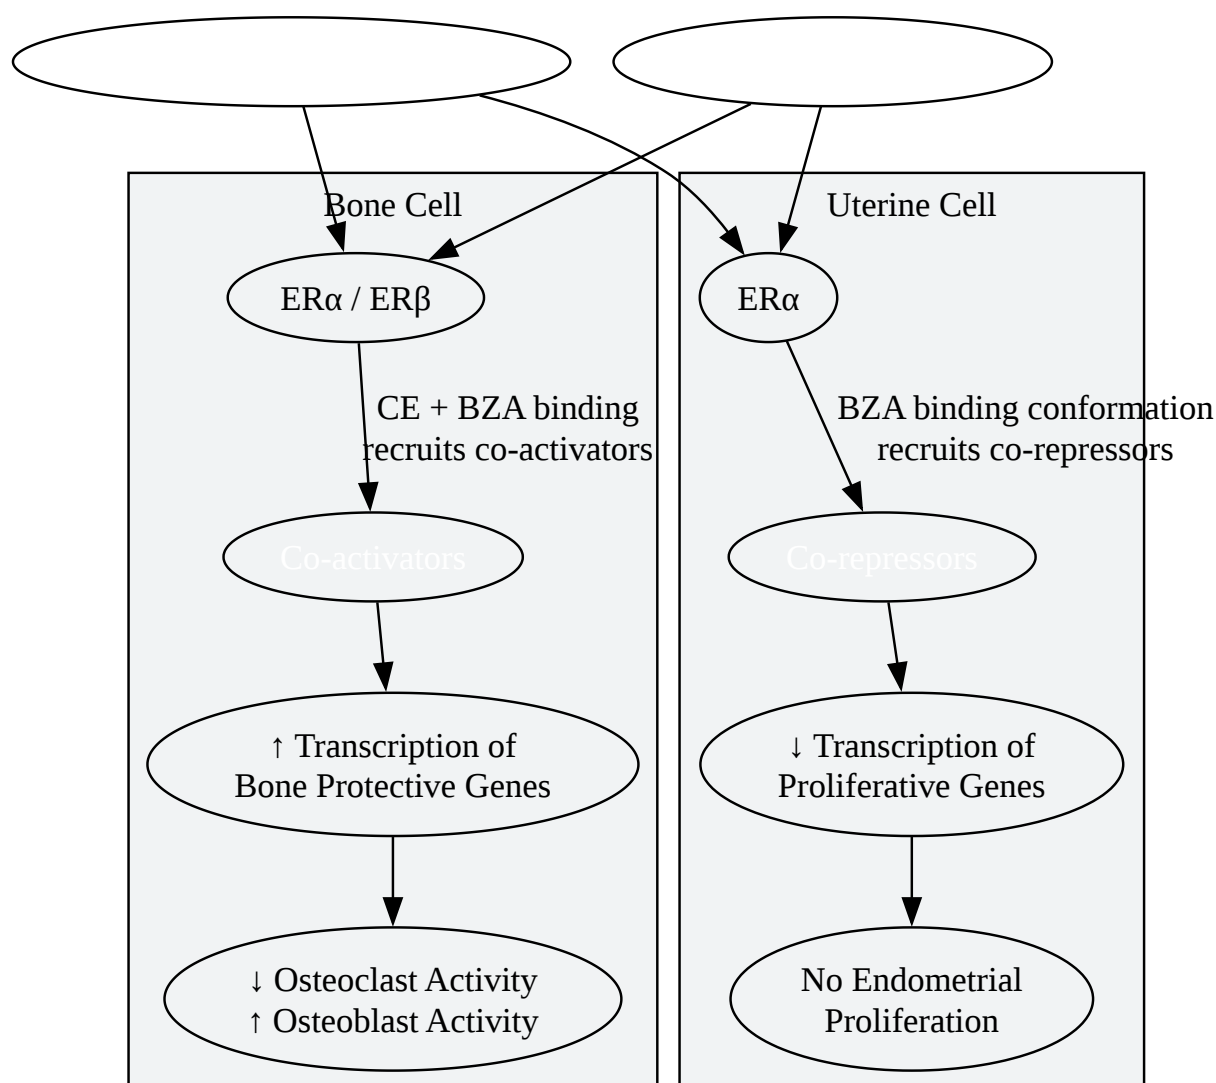 Bone Cell
Uterine Cell
ERα / ERβ
ERα
CE + BZA binding
recruits co-activators
BZA binding conformation
recruits co-repressors
Co-activators
Co-repressors
↑ Transcription of
Bone Protective Genes
↓ Transcription of
Proliferative Genes
↓ Osteoclast Activity
↑ Osteoblast Activity
No Endometrial
Proliferation